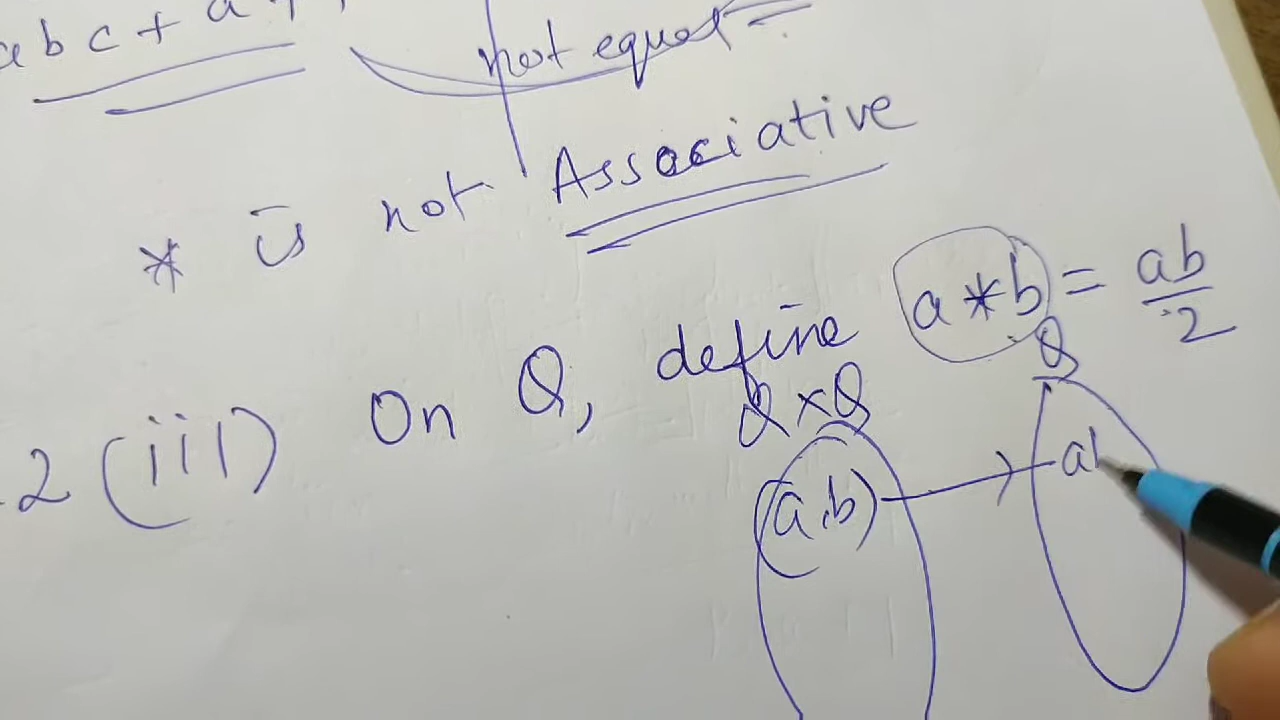 abc + a
not equal
* is not Associative
2 (iii) On Q, define a * b = ab/2
Q × Q
Q
(a,b)
ab